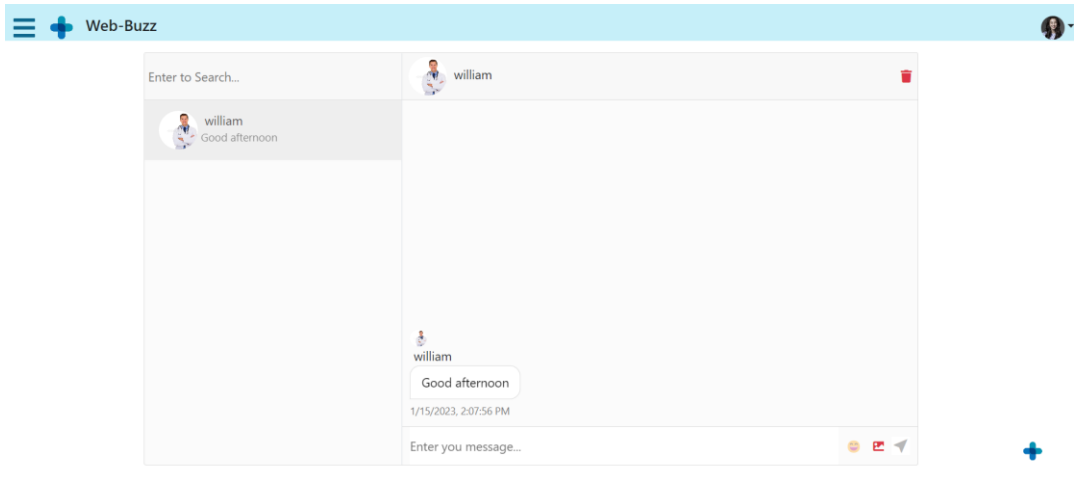 Web-Buzz
Enter to Search...
william
william
Good afternoon
william
Good afternoon
1/15/2023, 2:07:56 PM
Enter you message...